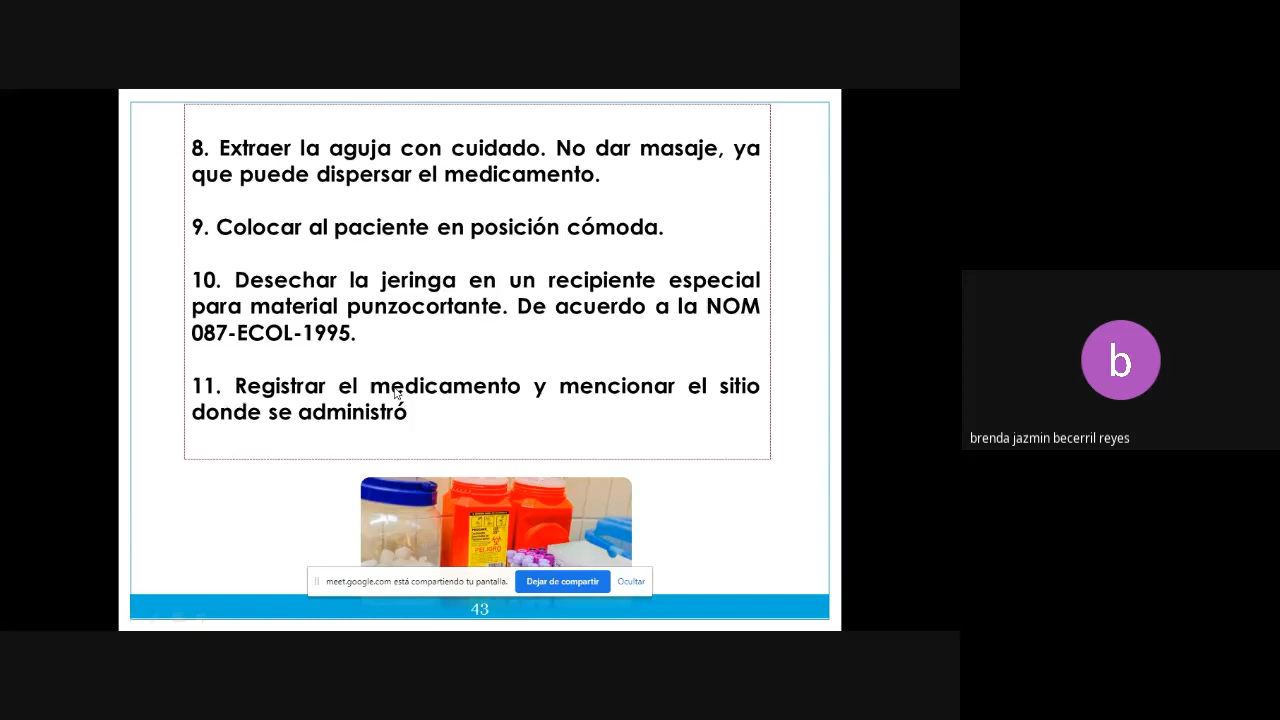 8. Extraer la aguja con cuidado. No dar masaje, ya
que puede dispersar el medicamento.
9. Colocar al paciente en posición cómoda.
10. Desechar la jeringa en un recipiente especial
para material punzocortante. De acuerdo a la NOM
087-ECOL-1995.
11. Registrar el medicamento y mencionar el sitio
donde se administró
PELIGRO
meet.google.com está compartiendo tu pantalla.
Dejar de compartir
Ocultar
43
b
brenda jazmin becerril reyes